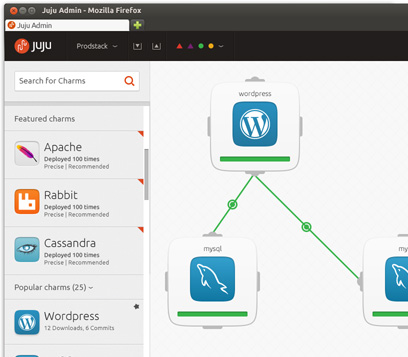 Juju Admin - Mozilla Firefox
Juju Admin
juju
Prodstack
Search for Charms
Featured charms
Apache
Deployed 100 times
Precise | Recommended
Rabbit
Deployed 100 times
Precise | Recommended
Cassandra
Deployed 100 times
Precise | Recommended
Popular charms (25)
Wordpress
12 Downloads, 6 Commits
wordpress
mysql
my